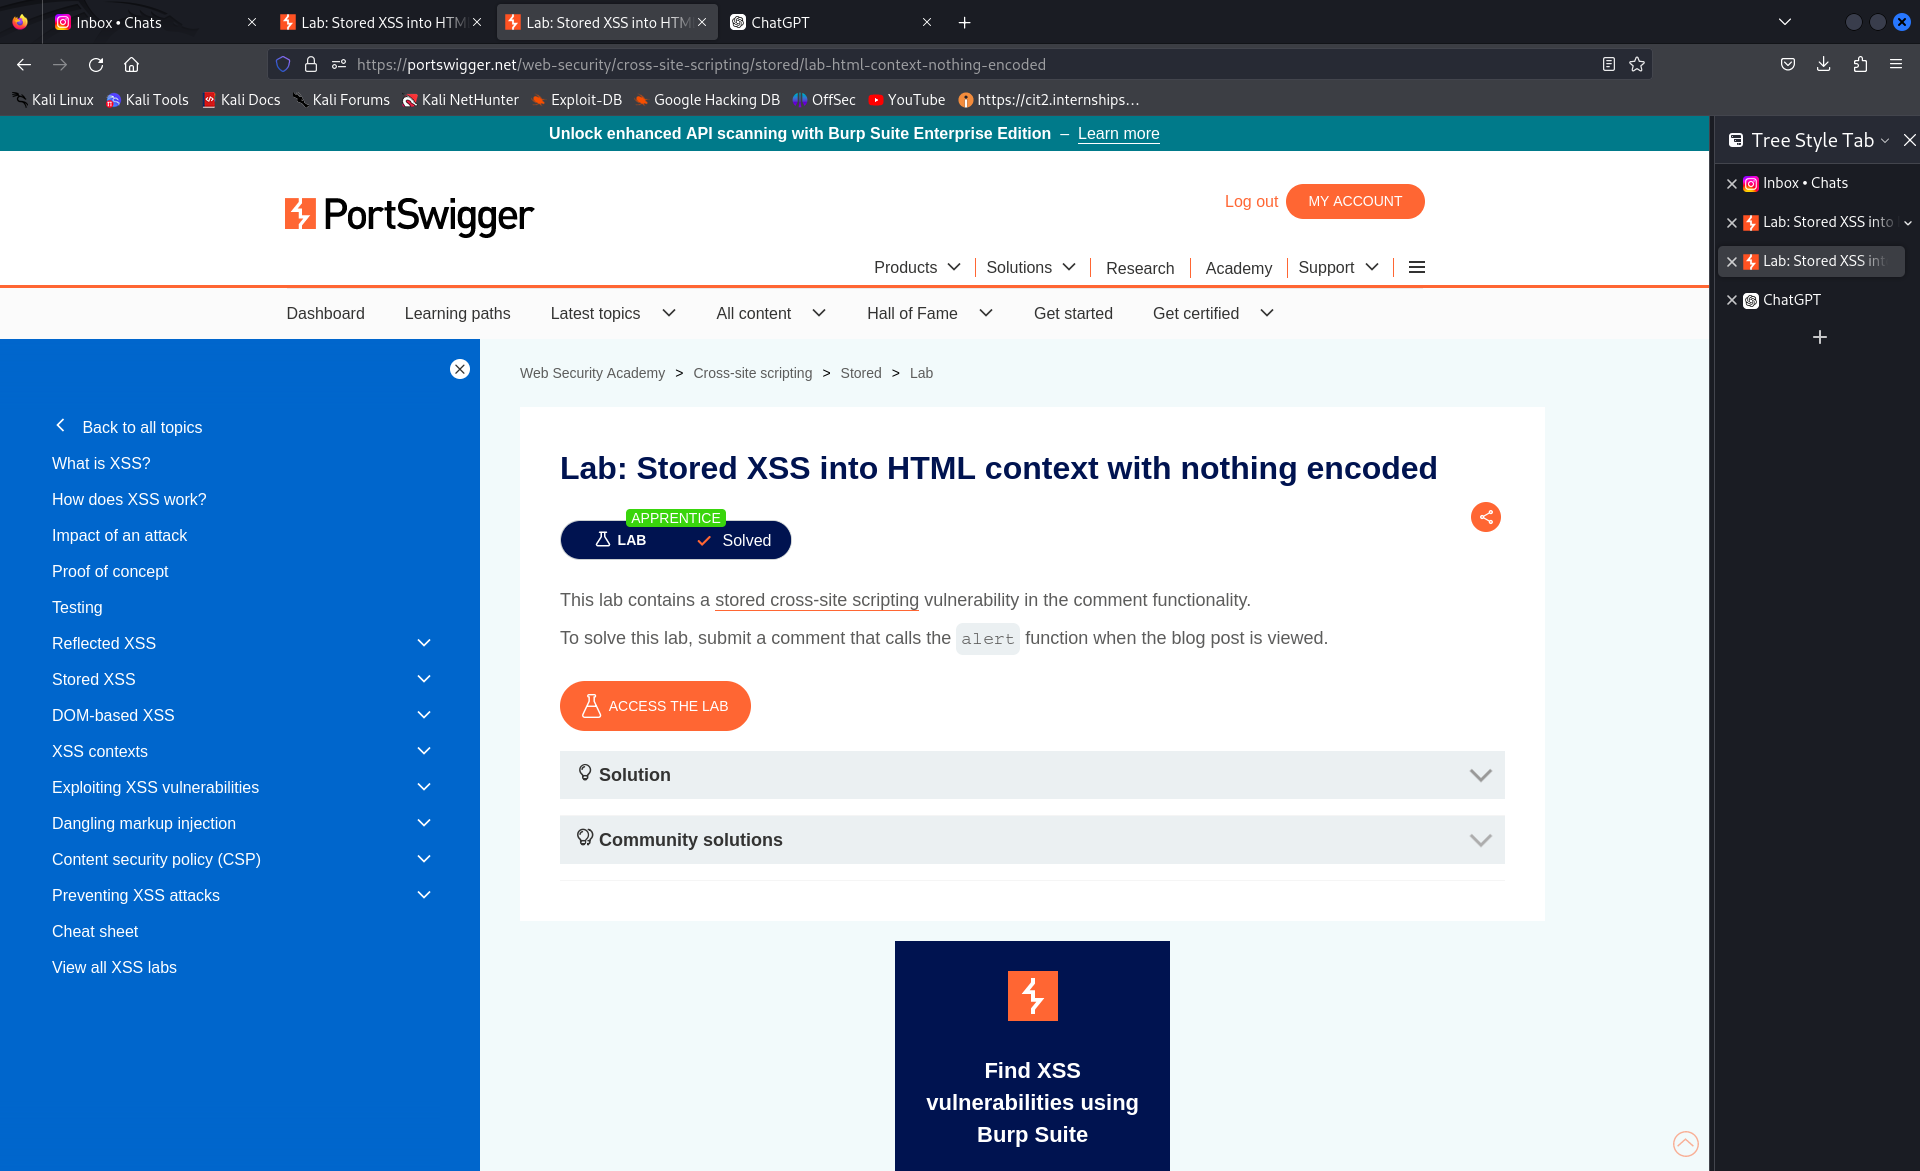 Inbox • Chats
Lab: Stored XSS into HTM
Lab: Stored XSS into HTM
ChatGPT
https://portswigger.net/web-security/cross-site-scripting/stored/lab-html-context-nothing-encoded
Kali Linux
Kali Tools
Kali Docs
Kali Forums
Kali NetHunter
Exploit-DB
Google Hacking DB
OffSec
YouTube
https://cit2.internships…
Unlock enhanced API scanning with Burp Suite Enterprise Edition – Learn more
PortSwigger
Log out
MY ACCOUNT
Products
Solutions
Research
Academy
Support
Dashboard
Learning paths
Latest topics
All content
Hall of Fame
Get started
Get certified
Back to all topics
What is XSS?
How does XSS work?
Impact of an attack
Proof of concept
Testing
Reflected XSS
Stored XSS
DOM-based XSS
XSS contexts
Exploiting XSS vulnerabilities
Dangling markup injection
Content security policy (CSP)
Preventing XSS attacks
Cheat sheet
View all XSS labs
Web Security Academy > Cross-site scripting > Stored > Lab
Lab: Stored XSS into HTML context with nothing encoded
APPRENTICE
LAB
Solved
This lab contains a stored cross-site scripting vulnerability in the comment functionality.
To solve this lab, submit a comment that calls the alert function when the blog post is viewed.
ACCESS THE LAB
Solution
Community solutions
Find XSS
vulnerabilities using
Burp Suite
Tree Style Tab
Inbox • Chats
Lab: Stored XSS into
Lab: Stored XSS int
ChatGPT